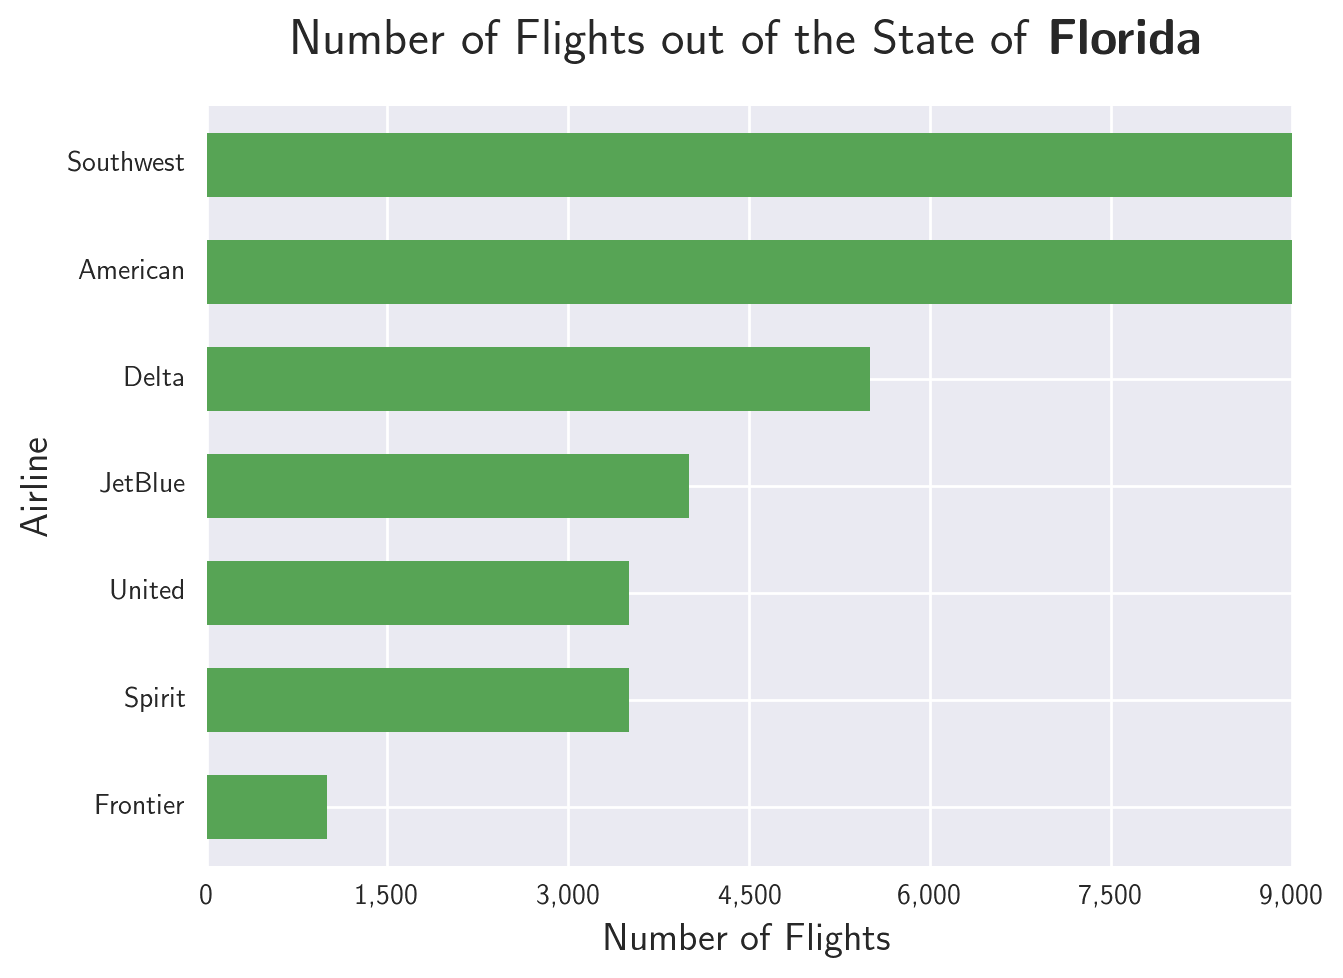 Number of Flights out of the State of Florida
Southwest
American
Delta
JetBlue
United
Spirit
Frontier
Airline
0 1,500 3,000 4,500 6,000 7,500 9,000
Number of Flights